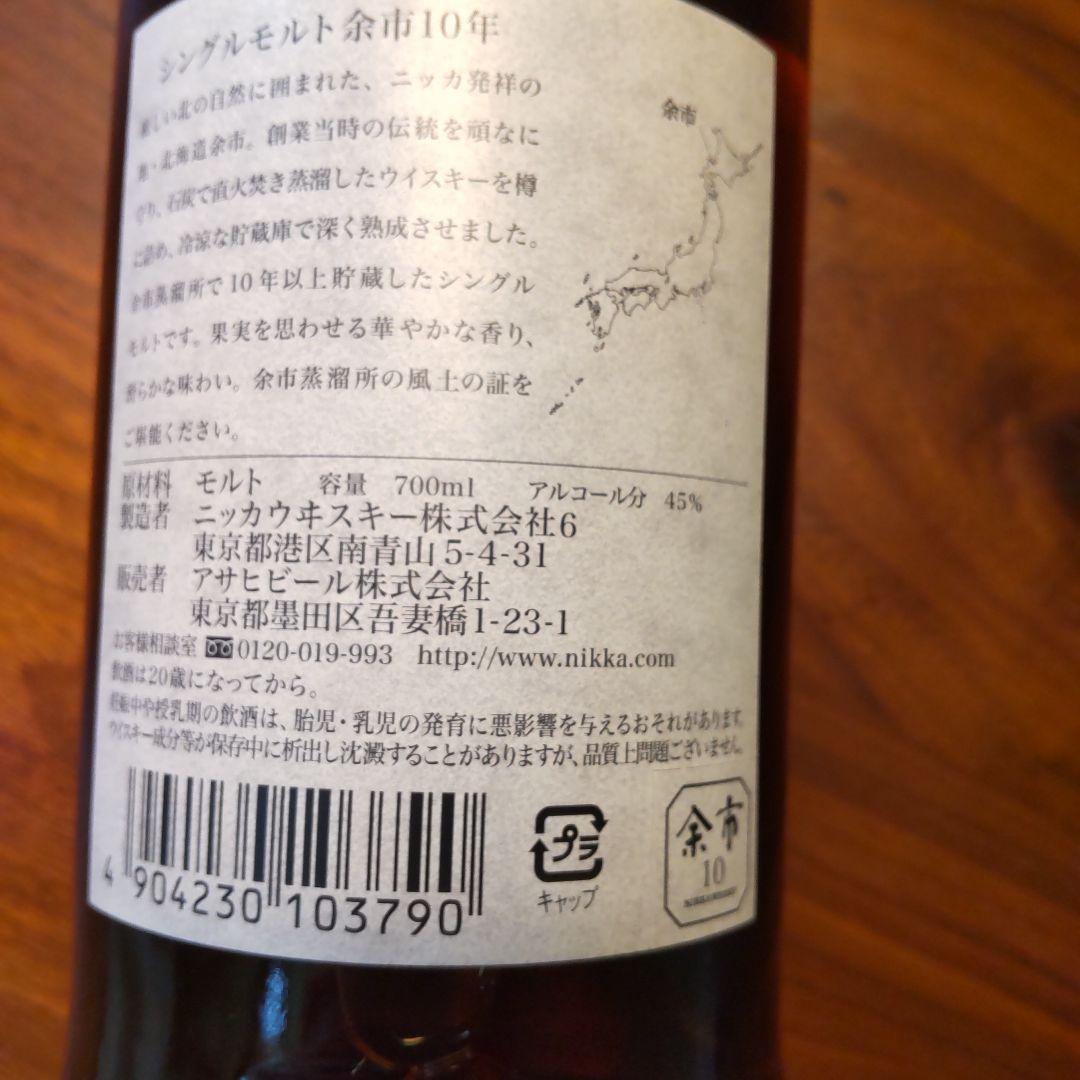 シングルモルト余市10年
厳しい北の自然に囲まれた、ニッカ発祥の
地・北海道余市。創業当時の伝統を頑なに
守り、石炭で直火焚き蒸溜したウイスキーを樽
に詰め、冷涼な貯蔵庫で深く熟成させました。
余市蒸溜所で10年以上貯蔵したシングル
モルトです。果実を思わせる華やかな香り、
滑らかな味わい。余市蒸溜所の風土の証を
ご堪能ください。
余市
原材料 モルト 容量 700ml アルコール分 45%
製造者 ニッカウヰスキー株式会社6
東京都港区南青山5-4-31
販売者 アサヒビール株式会社
東京都墨田区吾妻橋1-23-1
お客様相談室 0120-019-993 http://www.nikka.com
飲酒は20歳になってから。
妊娠中や授乳期の飲酒は、胎児・乳児の発育に悪影響を与えるおそれがあります。
ウイスキー成分等が保存中に析出し沈澱することがありますが、品質上問題ございません。
4 904230 103790
プラ
キャップ
余市
10